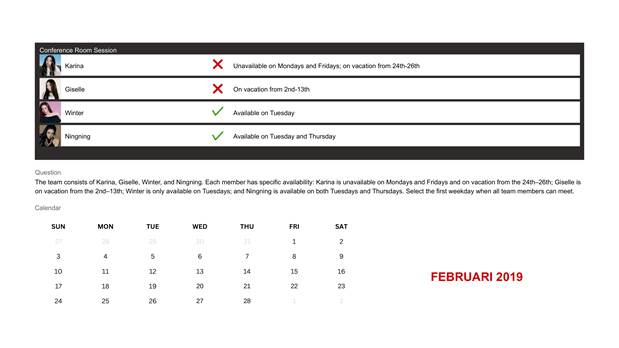 Conference Room Session
Karina Unavailable on Mondays and Fridays; on vacation from 24th-26th
Giselle On vacation from 2nd-13th
Winter Available on Tuesday
Ningning Available on Tuesday and Thursday
Question
The team consists of Karina, Giselle, Winter, and Ningning. Each member has specific availability: Karina is unavailable on Mondays and Fridays and on vacation from the 24th–26th; Giselle is
on vacation from the 2nd–13th; Winter is only available on Tuesdays; and Ningning is available on both Tuesdays and Thursdays. Select the first weekday when all team members can meet.
Calendar
SUN MON TUE WED THU FRI SAT
27 28 29 30 31 1 2
3 4 5 6 7 8 9
10 11 12 13 14 15 16
17 18 19 20 21 22 23
24 25 26 27 28 1 2
FEBRUARI 2019